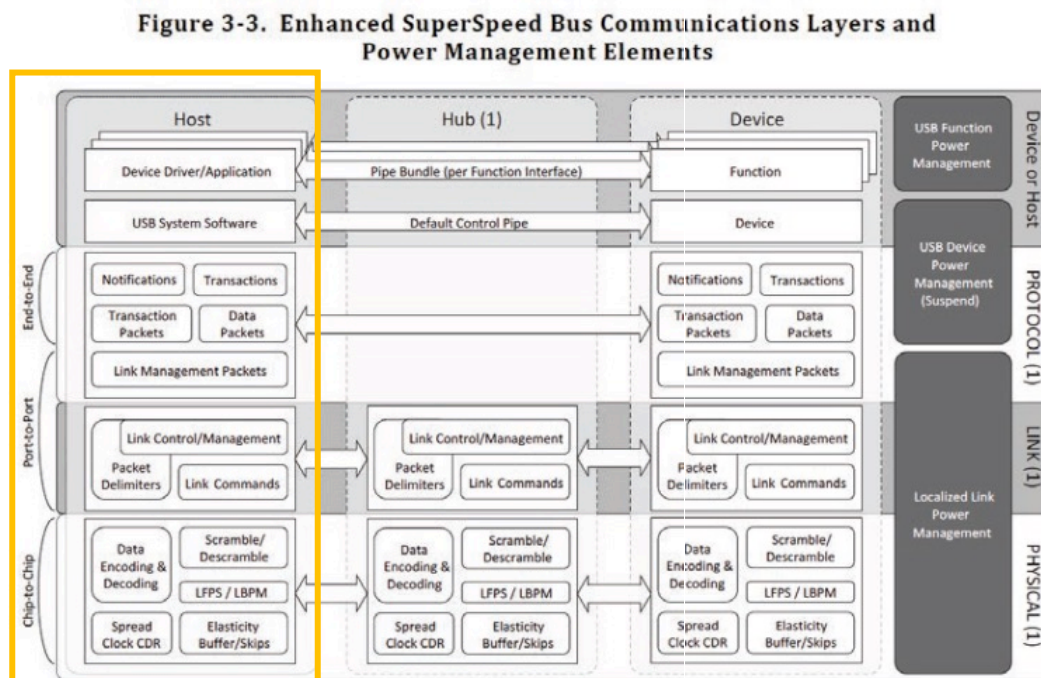 Figure 3-3. Enhanced SuperSpeed Bus Communications Layers and
Power Management Elements
Host
Hub (1)
Device
Device Driver/Application
Pipe Bundle (per Function Interface)
Function
USB System Software
Default Control Pipe
Device
USB Function
Power
Management
Device or Host
End-to-End
Notifications
Transactions
Transaction
Packets
Data
Packets
Link Management Packets
Notifications
Transactions
Transaction
Packets
Data
Packets
Link Management Packets
USB Device
Power
Management
(Suspend)
PROTOCOL (1)
Port-to-Port
Link Control/Management
Packet
Delimiters
Link Commands
Link Control/Management
Packet
Delimiters
Link Commands
Link Control/Management
Packet
Delimiters
Link Commands
LINK (1)
Localized Link
Power
Management
Chip-to-Chip
Data
Encoding &
Decoding
Scramble/
Descramble
LFPS / LBPM
Spread
Clock CDR
Elasticity
Buffer/Skips
Data
Encoding &
Decoding
Scramble/
Descramble
LFPS / LBPM
Spread
Clock CDR
Elasticity
Buffer/Skips
Data
Encoding &
Decoding
Scramble/
Descramble
LFPS / LBPM
Spread
Clock CDR
Elasticity
Buffer/Skips
PHYSICAL (1)